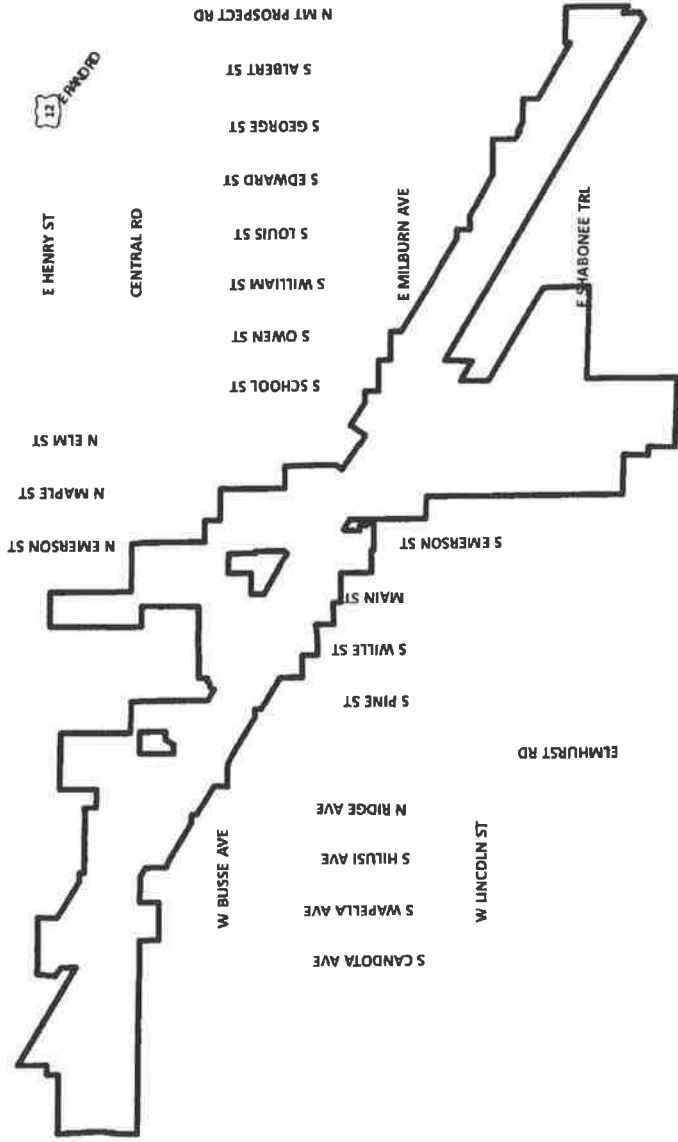 N MT PROSPECT RD
12
E RAND RD
S ALBERT ST
S GEORGE ST
E HENRY ST
CENTRAL RD
S EDWARD ST
E MILBURN AVE
E SHABONEE TRL
S LOUIS ST
S WILLIAM ST
S OWEN ST
S SCHOOL ST
N ELM ST
N MAPLE ST
N EMERSON ST
S EMERSON ST
MAIN ST
S WILLE ST
S PINE ST
ELMHURST RD
N RIDGE AVE
W BUSSE AVE
S HILUSI AVE
W LINCOLN ST
S WAPELLA AVE
S CANDOTA AVE